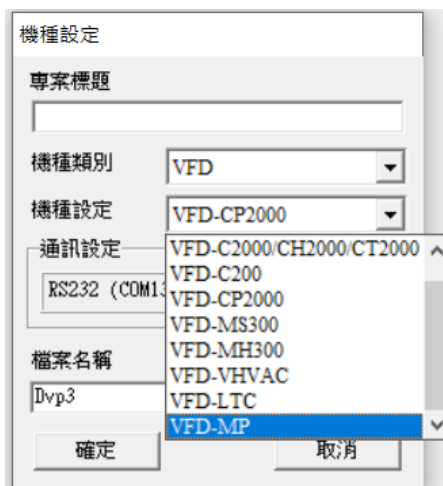 機種設定
專案標題
機種類別 VFD
機種設定 VFD-CP2000
通訊設定
RS232 (COM13
VFD-C2000/CH2000/CT2000
VFD-C200
VFD-CP2000
VFD-MS300
VFD-MH300
VFD-VHVAC
VFD-LTC
VFD-MP
檔案名稱
Dvp3
確定 取消